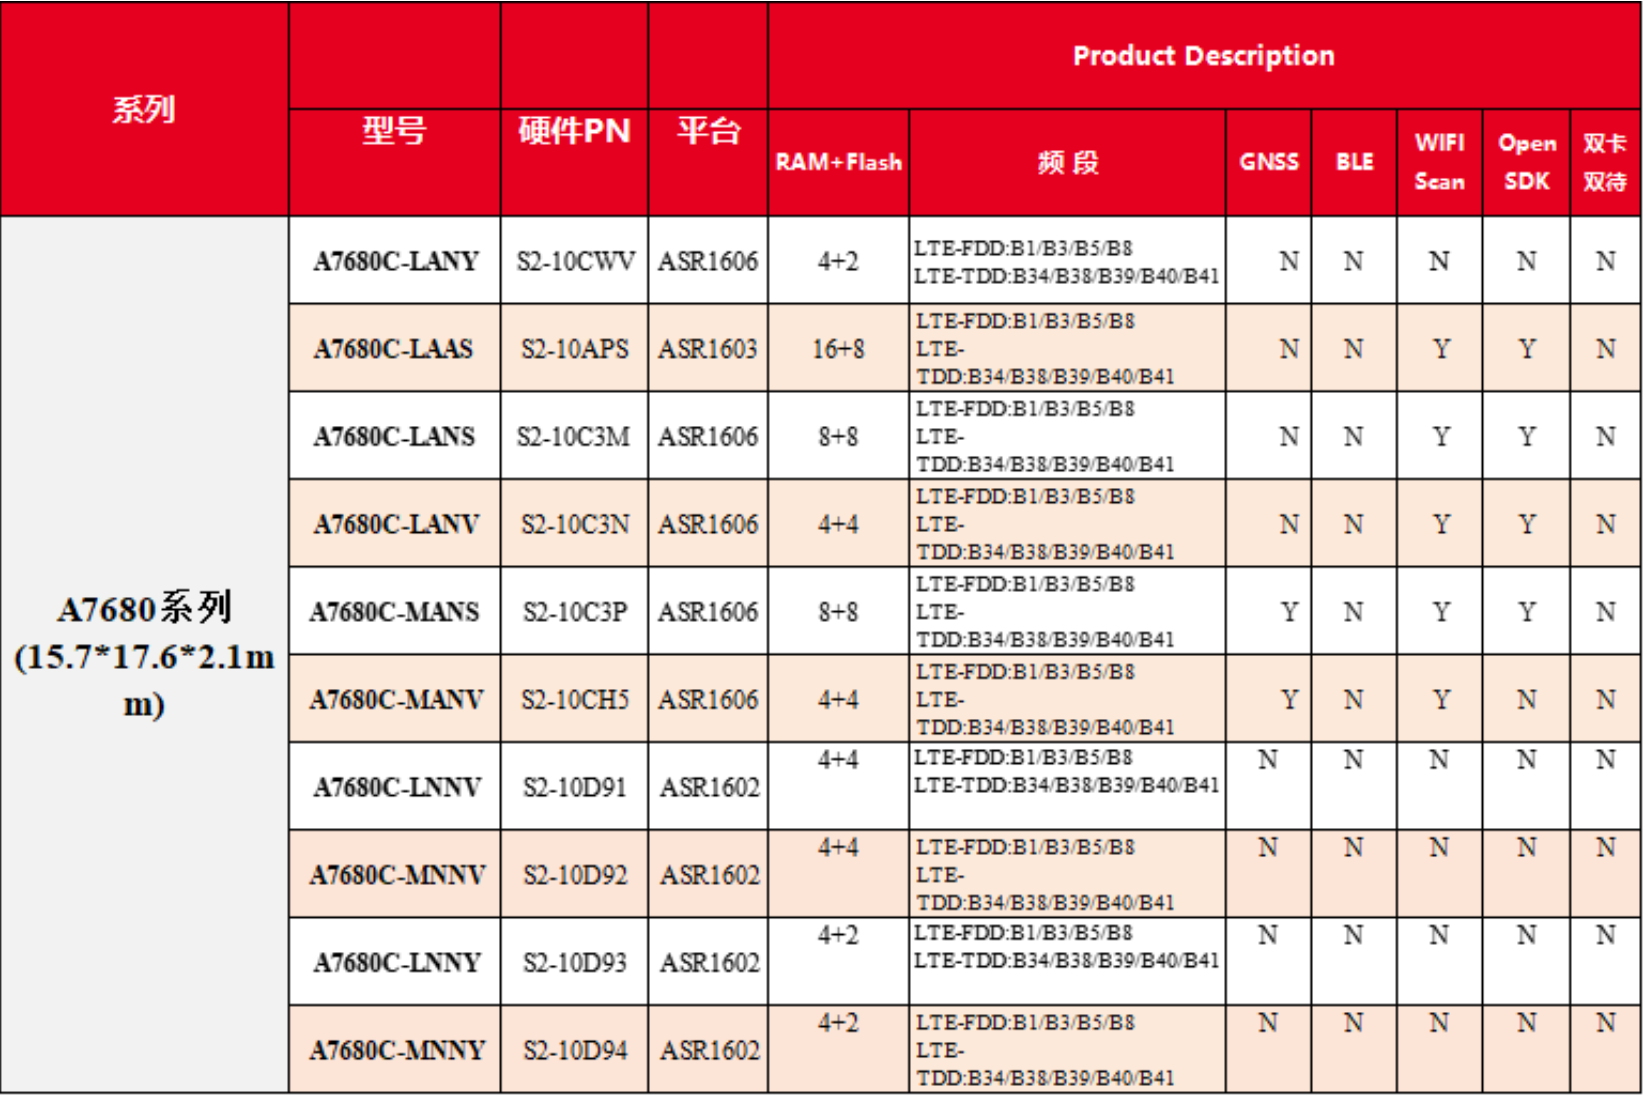 Product Description
系列
型号
硬件PN
平台
RAM+Flash
频 段
GNSS
BLE
WIFI
Scan
Open
SDK
双卡
双待
A7680系列
(15.7*17.6*2.1m
m)
A7680C-LANY S2-10CWV ASR1606 4+2
LTE-FDD:B1/B3/B5/B8
LTE-TDD:B34/B38/B39/B40/B41
N N N N N
A7680C-LAAS S2-10APS ASR1603 16+8
LTE-FDD:B1/B3/B5/B8
LTE-
TDD:B34/B38/B39/B40/B41
N N Y Y N
A7680C-LANS S2-10C3M ASR1606 8+8
LTE-FDD:B1/B3/B5/B8
LTE-
TDD:B34/B38/B39/B40/B41
N N Y Y N
A7680C-LANV S2-10C3N ASR1606 4+4
LTE-FDD:B1/B3/B5/B8
LTE-
TDD:B34/B38/B39/B40/B41
N N Y Y N
A7680C-MANS S2-10C3P ASR1606 8+8
LTE-FDD:B1/B3/B5/B8
LTE-
TDD:B34/B38/B39/B40/B41
Y N Y Y N
A7680C-MANV S2-10CH5 ASR1606 4+4
LTE-FDD:B1/B3/B5/B8
LTE-
TDD:B34/B38/B39/B40/B41
Y N Y N N
A7680C-LNNV S2-10D91 ASR1602 4+4
LTE-FDD:B1/B3/B5/B8
LTE-TDD:B34/B38/B39/B40/B41
N N N N N
A7680C-MNNV S2-10D92 ASR1602 4+4
LTE-FDD:B1/B3/B5/B8
LTE-
TDD:B34/B38/B39/B40/B41
N N N N N
A7680C-LNNY S2-10D93 ASR1602 4+2
LTE-FDD:B1/B3/B5/B8
LTE-TDD:B34/B38/B39/B40/B41
N N N N N
A7680C-MNNY S2-10D94 ASR1602 4+2
LTE-FDD:B1/B3/B5/B8
LTE-
TDD:B34/B38/B39/B40/B41
N N N N N